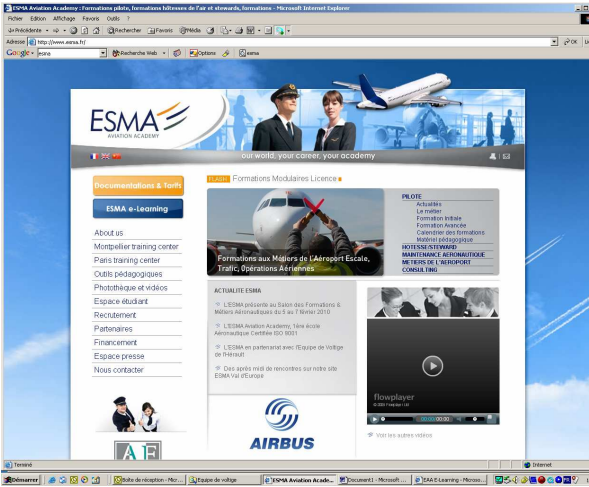 ESMA Aviation Academy : Formations pilote, formations hôtesses de l'air et stewards, formations - Microsoft Internet Explorer
Fichier Edition Affichage Favoris Outils ?
Précédente Rechercher Favoris Média
Adresse http://www.esma.fr/ OK
Google esma Recherche Web Options esma
ESMA
AVIATION ACADEMY
our world, your career, your academy
Documentations & Tarifs
ESMA e-Learning
About us
Montpellier training center
Paris training center
Outils pédagogiques
Photothèque et vidéos
Espace étudiant
Recrutement
Partenaires
Financement
Espace presse
Nous contacter
FLASH Formations Modulaires Licence
Formations aux Métiers de l'Aéroport Escale,
Trafic, Opérations Aériennes
PILOTE
Actualités
Le métier
Formation Initiale
Formation Avancée
Calendrier des formations
Matériel pédagogique
HOTESSE/STEWARD
MAINTENANCE AERONAUTIQUE
METIERS DE L'AEROPORT
CONSULTING
ACTUALITE ESMA
L'ESMA présente au Salon des Formations &
Métiers Aéronautiques du 5 au 7 février 2010
L'ESMA Aviation Academy, 1ère école
Aéronautique Certifiée ISO 9001
L'ESMA en partenariat avec l'Equipe de Voltige
de l'Hérault
Des après midi de rencontres sur notre site
ESMA Val d'Europe
AIRBUS
flowplayer
00:00/00:00
Voir les autres vidéos
Terminé Internet
Démarrer Boîte de réception - Micr... Equipe de voltige ESMA Aviation Acade... Document1 - Microsoft ... EAA E-Learning - Microso...